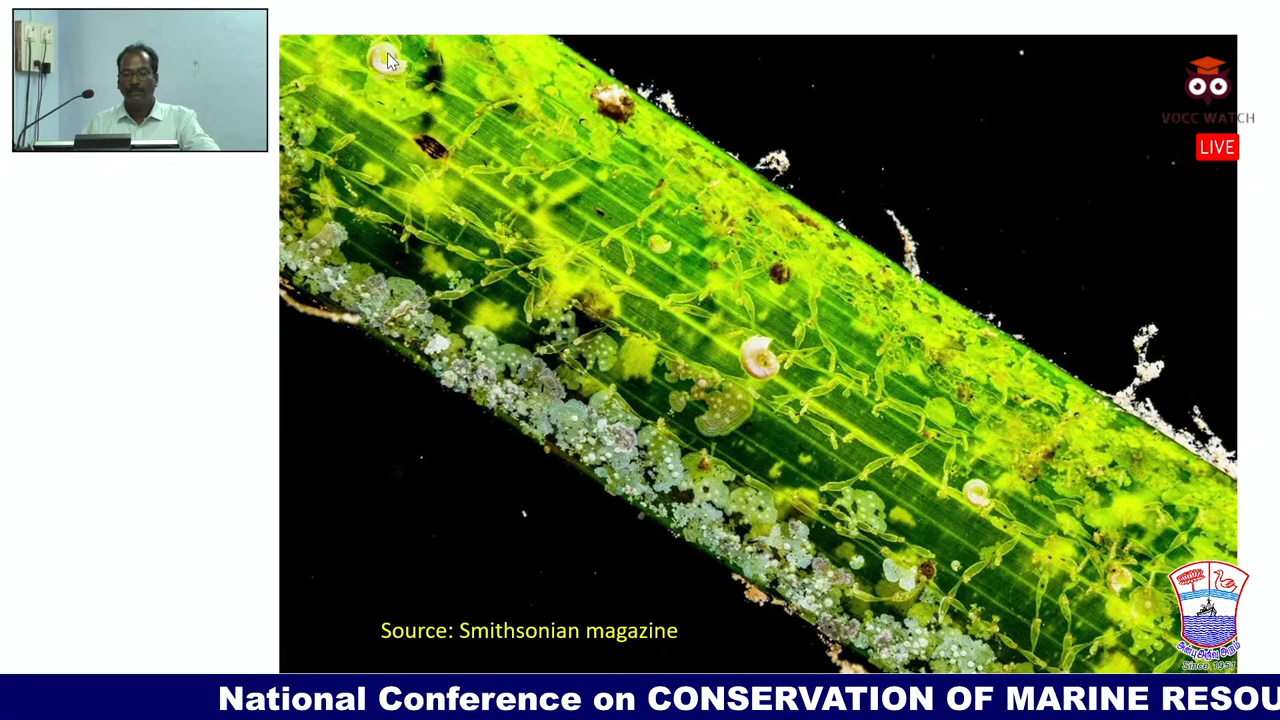 VOCC WATCH
LIVE
Source: Smithsonian magazine
Since 1951
National Conference on CONSERVATION OF MARINE RESOU